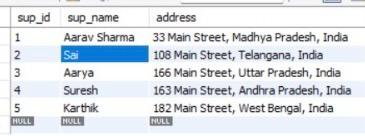 sup_id sup_name address
1 Aarav Sharma 33 Main Street, Madhya Pradesh, India
2 Sai 108 Main Street, Telangana, India
3 Aarya 166 Main Street, Uttar Pradesh, India
4 Suresh 163 Main Street, Andhra Pradesh, India
5 Karthik 182 Main Street, West Bengal, India
NULL NULL NULL